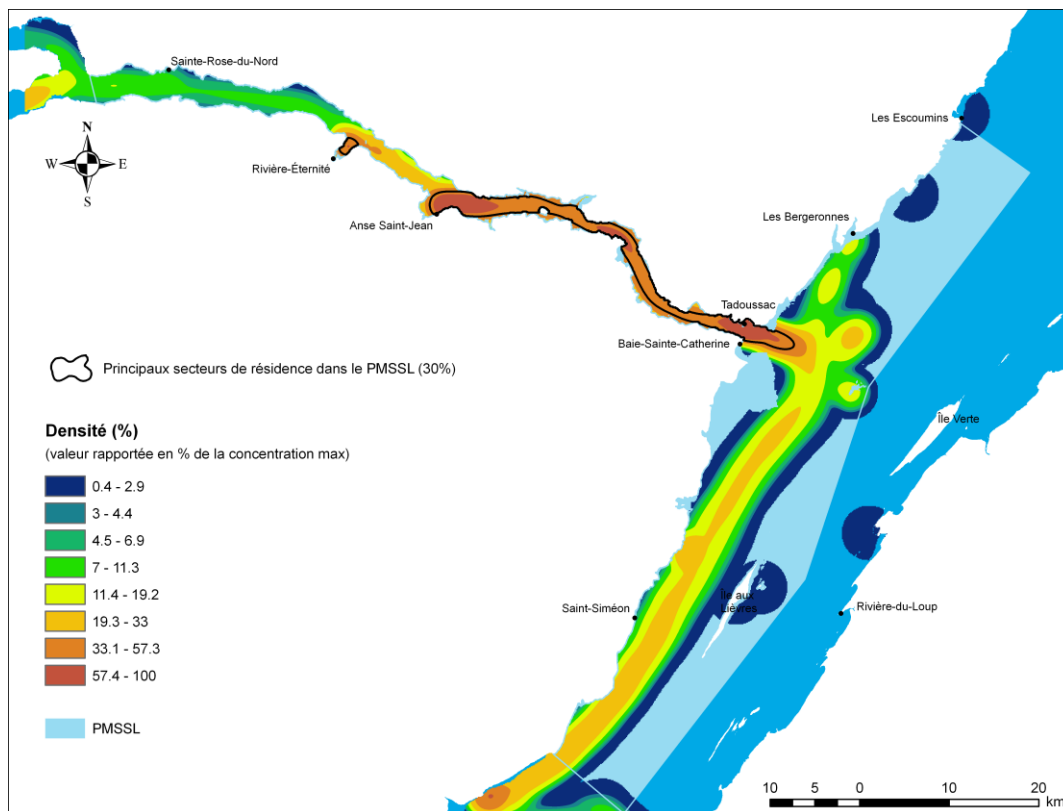 Sainte-Rose-du-Nord
Les Escoumins
N
W E
S
Rivière-Éternité
Anse Saint-Jean
Les Bergeronnes
Tadoussac
Baie-Sainte-Catherine
Principaux secteurs de résidence dans le PMSSL (30%)
Île Verte
Densité (%)
(valeur rapportée en % de la concentration max)
0.4 - 2.9
3 - 4.4
4.5 - 6.9
7 - 11.3
11.4 - 19.2
19.3 - 33
33.1 - 57.3
57.4 - 100
PMSSL
Île aux
Lièvres
Saint-Siméon
Rivière-du-Loup
10 5 0 10 20
km